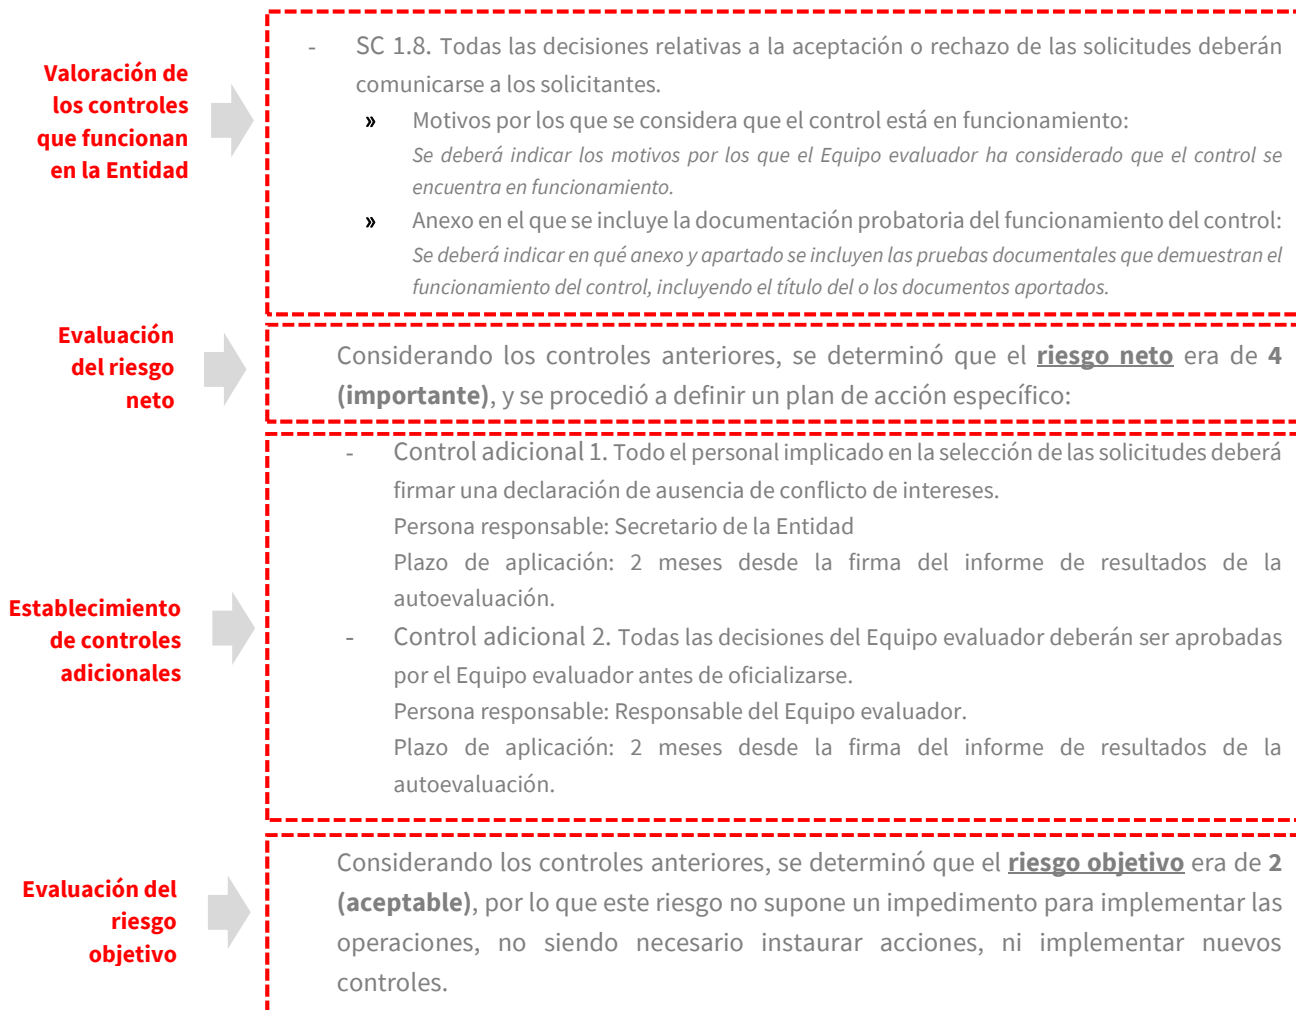 Valoración de
los controles
que funcionan
en la Entidad
- SC 1.8. Todas las decisiones relativas a la aceptación o rechazo de las solicitudes deberán
comunicarse a los solicitantes.
» Motivos por los que se considera que el control está en funcionamiento:
Se deberá indicar los motivos por los que el Equipo evaluador ha considerado que el control se
encuentra en funcionamiento.
» Anexo en el que se incluye la documentación probatoria del funcionamiento del control:
Se deberá indicar en qué anexo y apartado se incluyen las pruebas documentales que demuestran el
funcionamiento del control, incluyendo el título del o los documentos aportados.
Evaluación
del riesgo
neto
Considerando los controles anteriores, se determinó que el riesgo neto era de 4
(importante), y se procedió a definir un plan de acción específico:
Establecimiento
de controles
adicionales
- Control adicional 1. Todo el personal implicado en la selección de las solicitudes deberá
firmar una declaración de ausencia de conflicto de intereses.
Persona responsable: Secretario de la Entidad
Plazo de aplicación: 2 meses desde la firma del informe de resultados de la
autoevaluación.
- Control adicional 2. Todas las decisiones del Equipo evaluador deberán ser aprobadas
por el Equipo evaluador antes de oficializarse.
Persona responsable: Responsable del Equipo evaluador.
Plazo de aplicación: 2 meses desde la firma del informe de resultados de la
autoevaluación.
Evaluación del
riesgo
objetivo
Considerando los controles anteriores, se determinó que el riesgo objetivo era de 2
(aceptable), por lo que este riesgo no supone un impedimento para implementar las
operaciones, no siendo necesario instaurar acciones, ni implementar nuevos
controles.